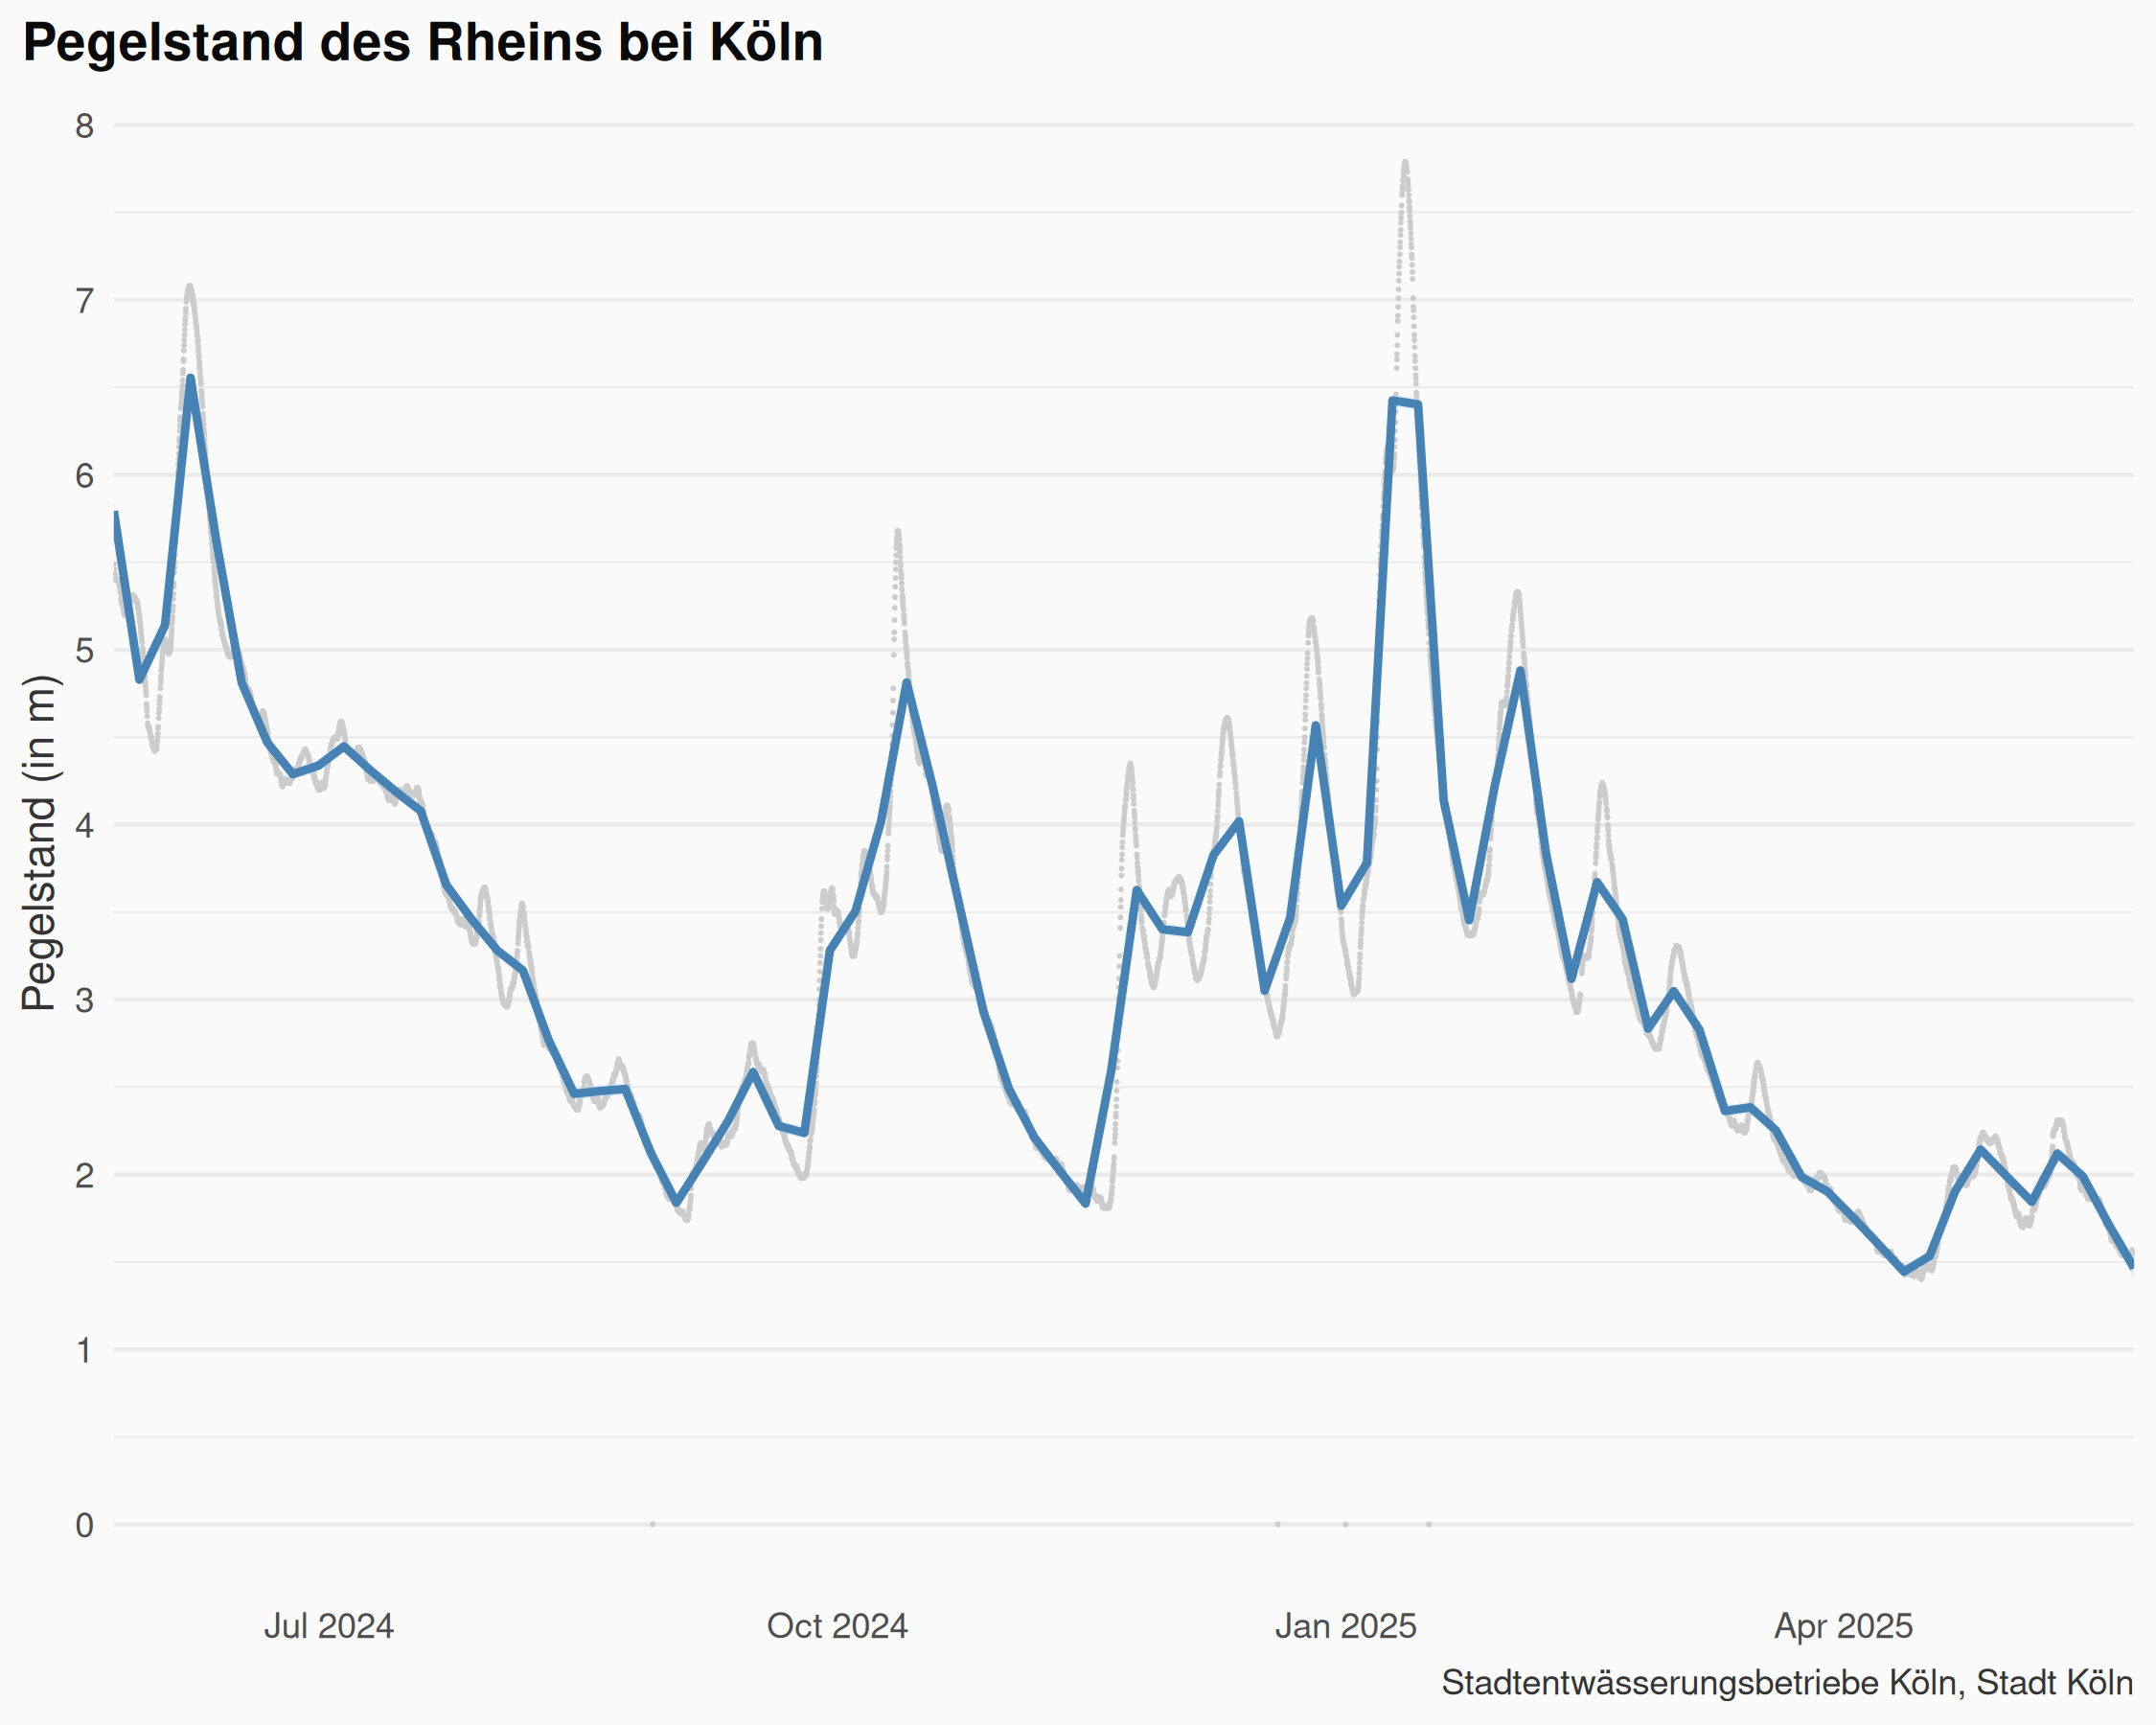 Pegelstand des Rheins bei Köln
Pegelstand (in m)
8
7
6
5
4
3
2
1
0
Jul 2024
Oct 2024
Jan 2025
Apr 2025
Stadtentwässerungsbetriebe Köln, Stadt Köln